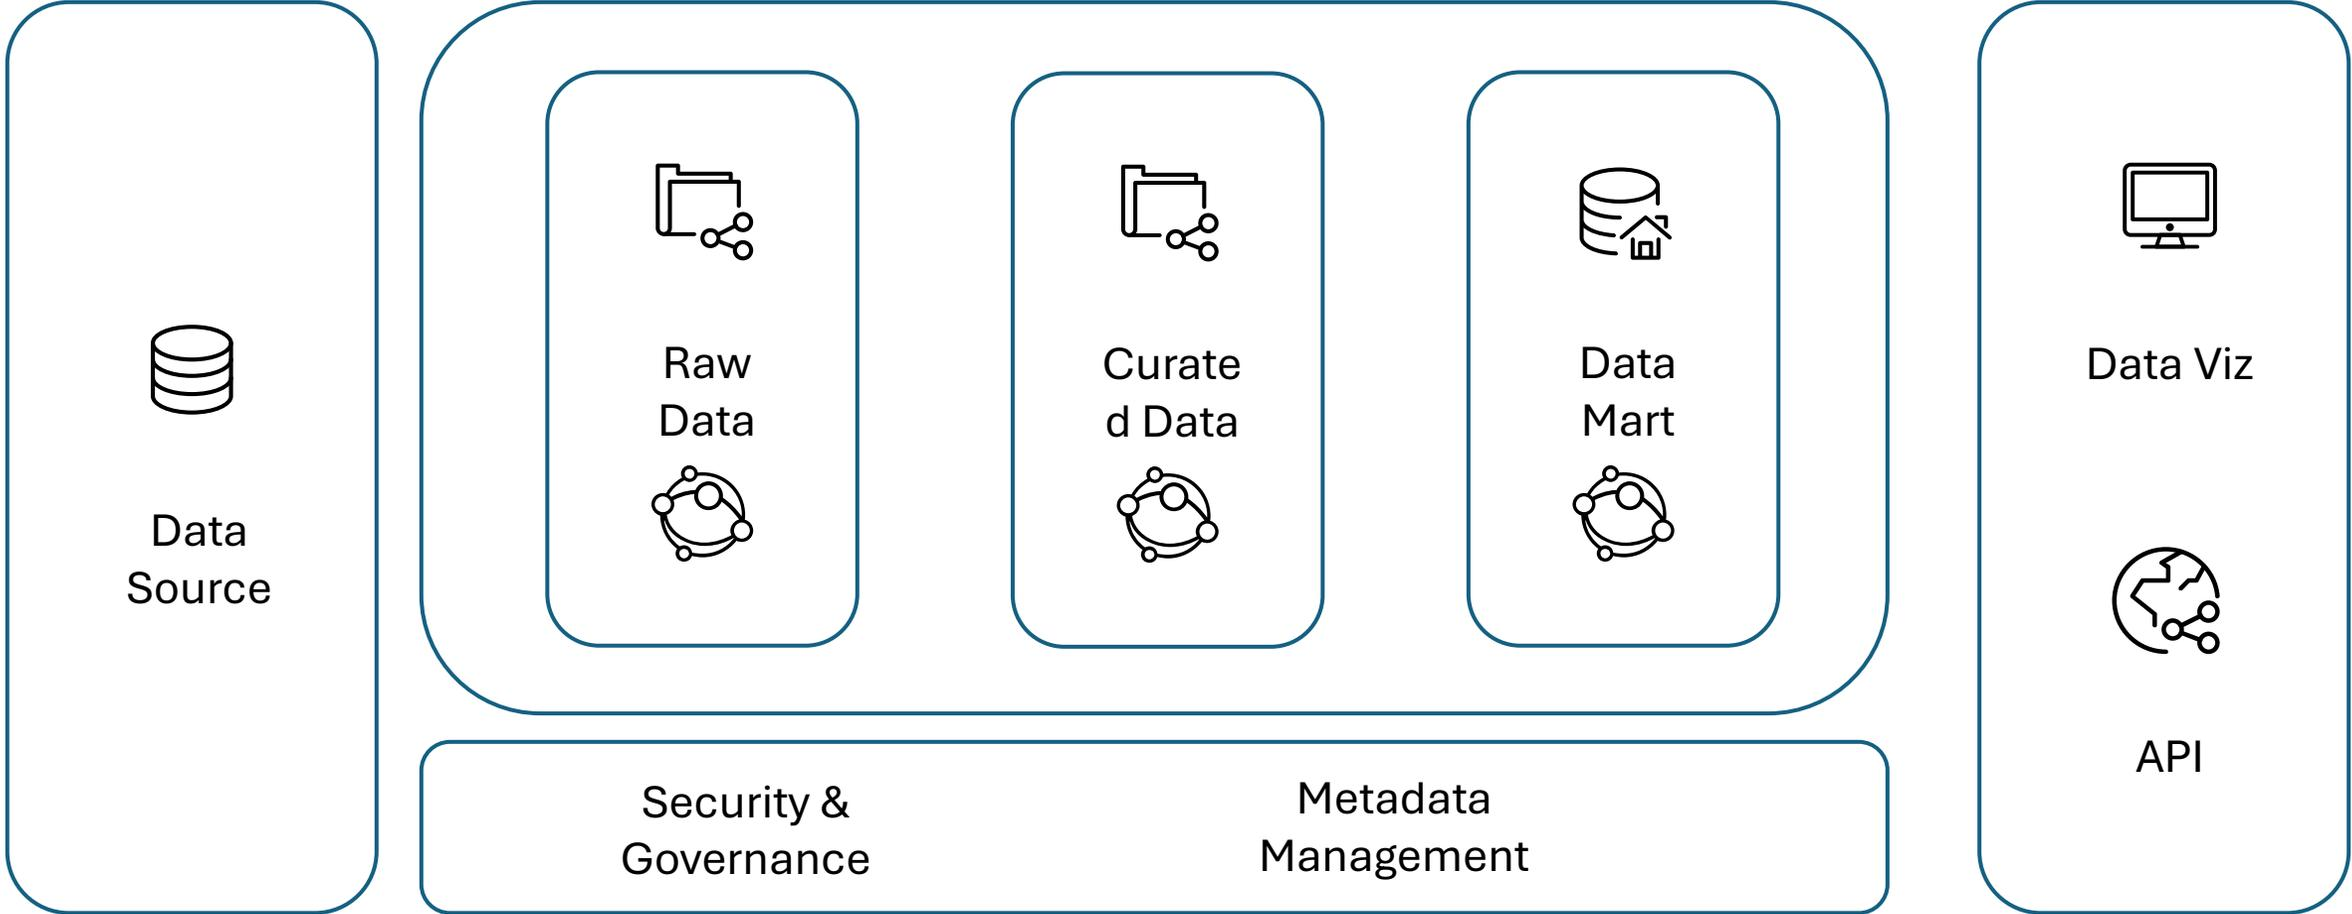 Data
Source
Raw
Data
Curate
d Data
Data
Mart
Data Viz
API
Security &
Governance
Metadata
Management